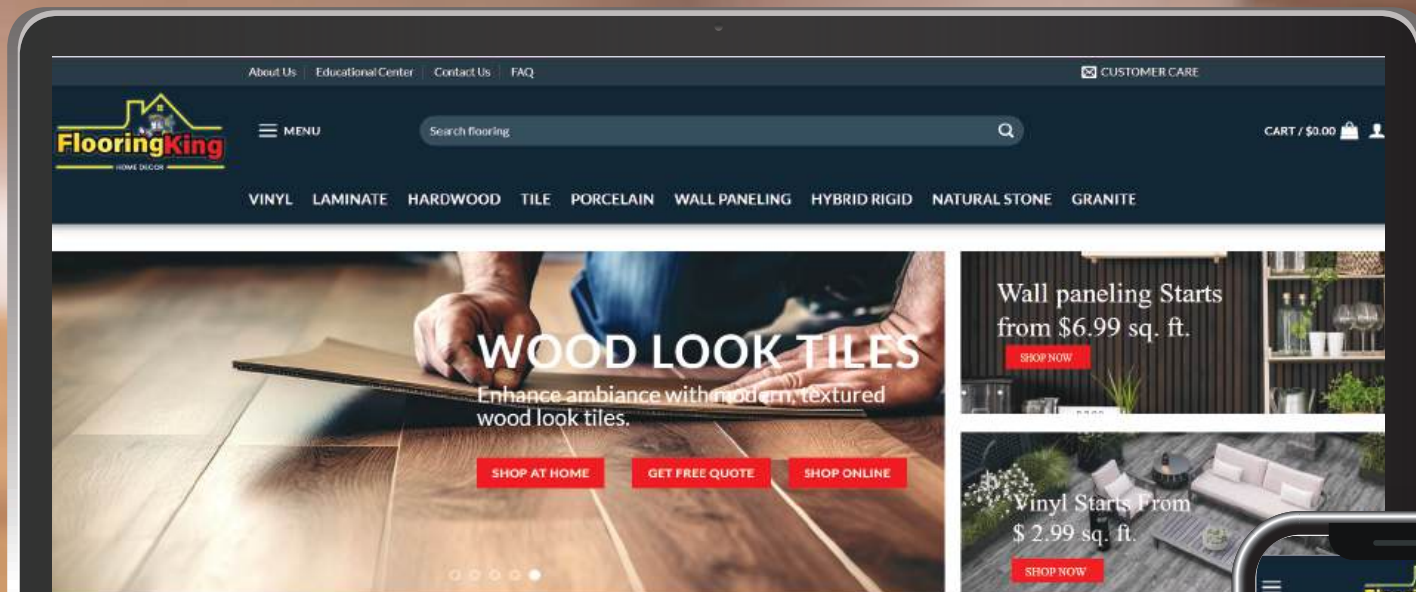 About Us
Educational Center
Contact Us
FAQ
CUSTOMER CARE
FlooringKing
HOME DECOR
MENU
Search flooring
CART / $0.00
VINYL
LAMINATE
HARDWOOD
TILE
PORCELAIN
WALL PANELING
HYBRID RIGID
NATURAL STONE
GRANITE
WOOD LOOK TILES
Enhance ambiance with modern, textured
wood look tiles.
SHOP AT HOME
GET FREE QUOTE
SHOP ONLINE
Wall paneling Starts
from $6.99 sq. ft.
SHOP NOW
Vinyl Starts From
$ 2.99 sq. ft.
SHOP NOW